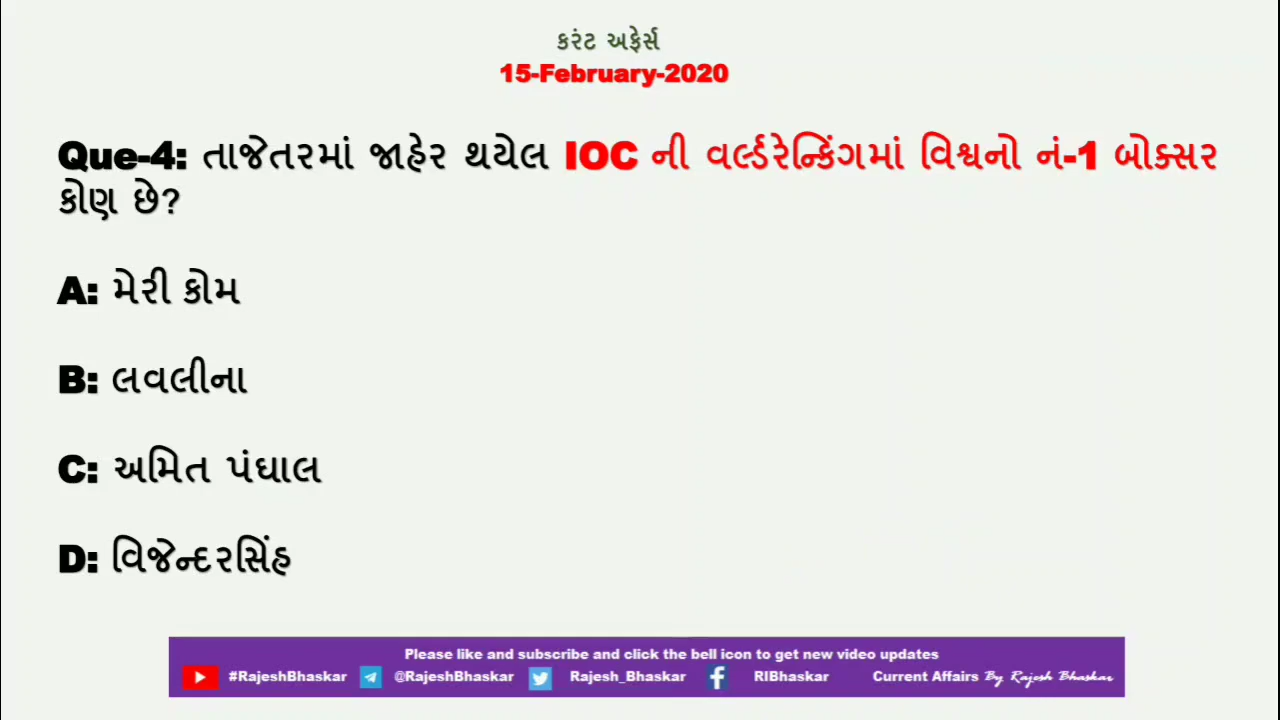 કરંટ અફેર્સ
15-February-2020
Que-4: તાજેતરમાં જાહેર થયેલ IOC ની વર્લ્ડરેન્કિંગમાં વિશ્વનો નં-1 બોક્સર
કોણ છે?
A: મેરી કોમ
B: લવલીના
C: અમિત પંઘાલ
D: વિજેન્દરસિંહ
Please like and subscribe and click the bell icon to get new video updates
#RajeshBhaskar @RajeshBhaskar Rajesh_Bhaskar RIBhaskar Current Affairs By Rajesh Bhaskar